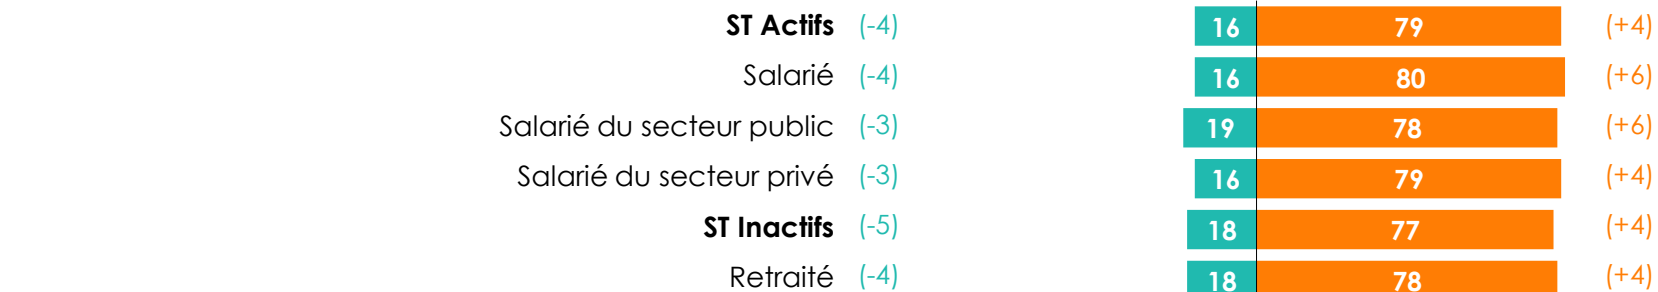 ST Actifs (-4) 16 79 (+4)
Salarié (-4) 16 80 (+6)
Salarié du secteur public (-3) 19 78 (+6)
Salarié du secteur privé (-3) 16 79 (+4)
ST Inactifs (-5) 18 77 (+4)
Retraité (-4) 18 78 (+4)